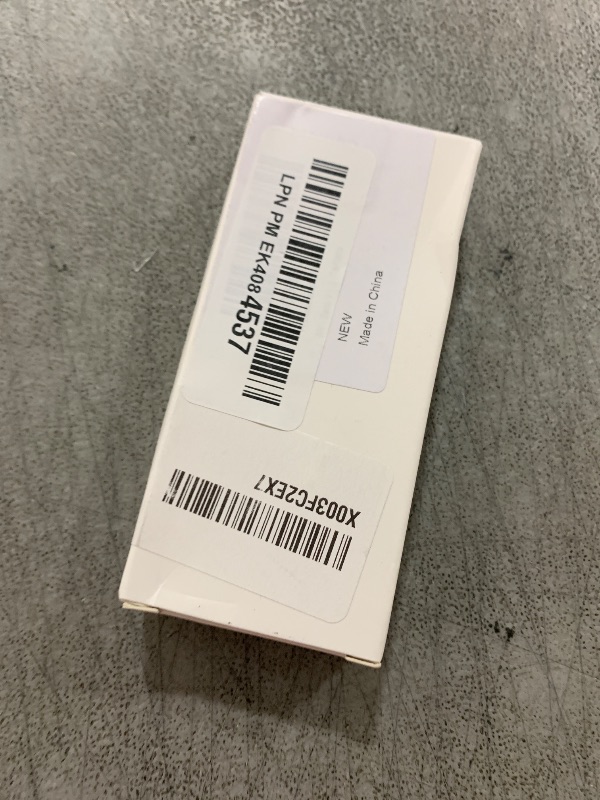 LPN PM EK408 4537
NEW
Made in China
X003FC2EX7